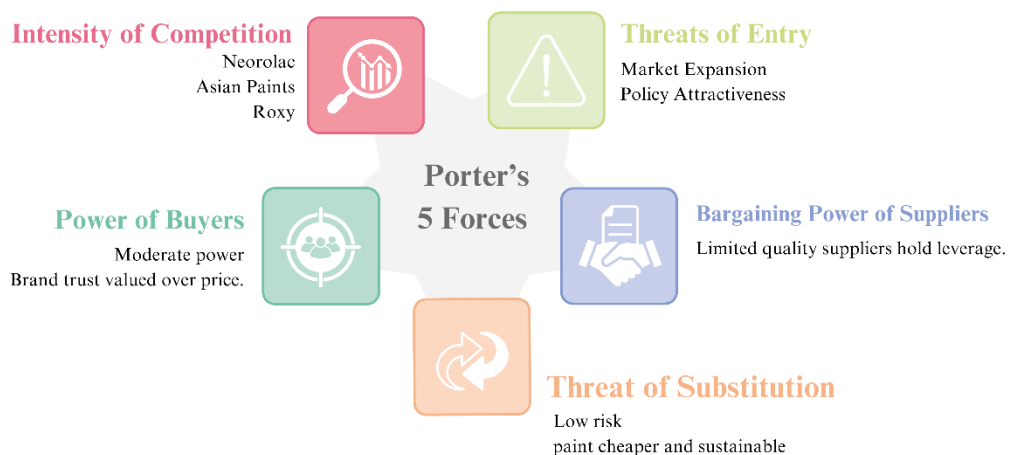 Intensity of Competition
Neorolac
Asian Paints
Roxy
Threats of Entry
Market Expansion
Policy Attractiveness
Porter's
5 Forces
Power of Buyers
Moderate power
Brand trust valued over price.
Bargaining Power of Suppliers
Limited quality suppliers hold leverage.
Threat of Substitution
Low risk
paint cheaper and sustainable